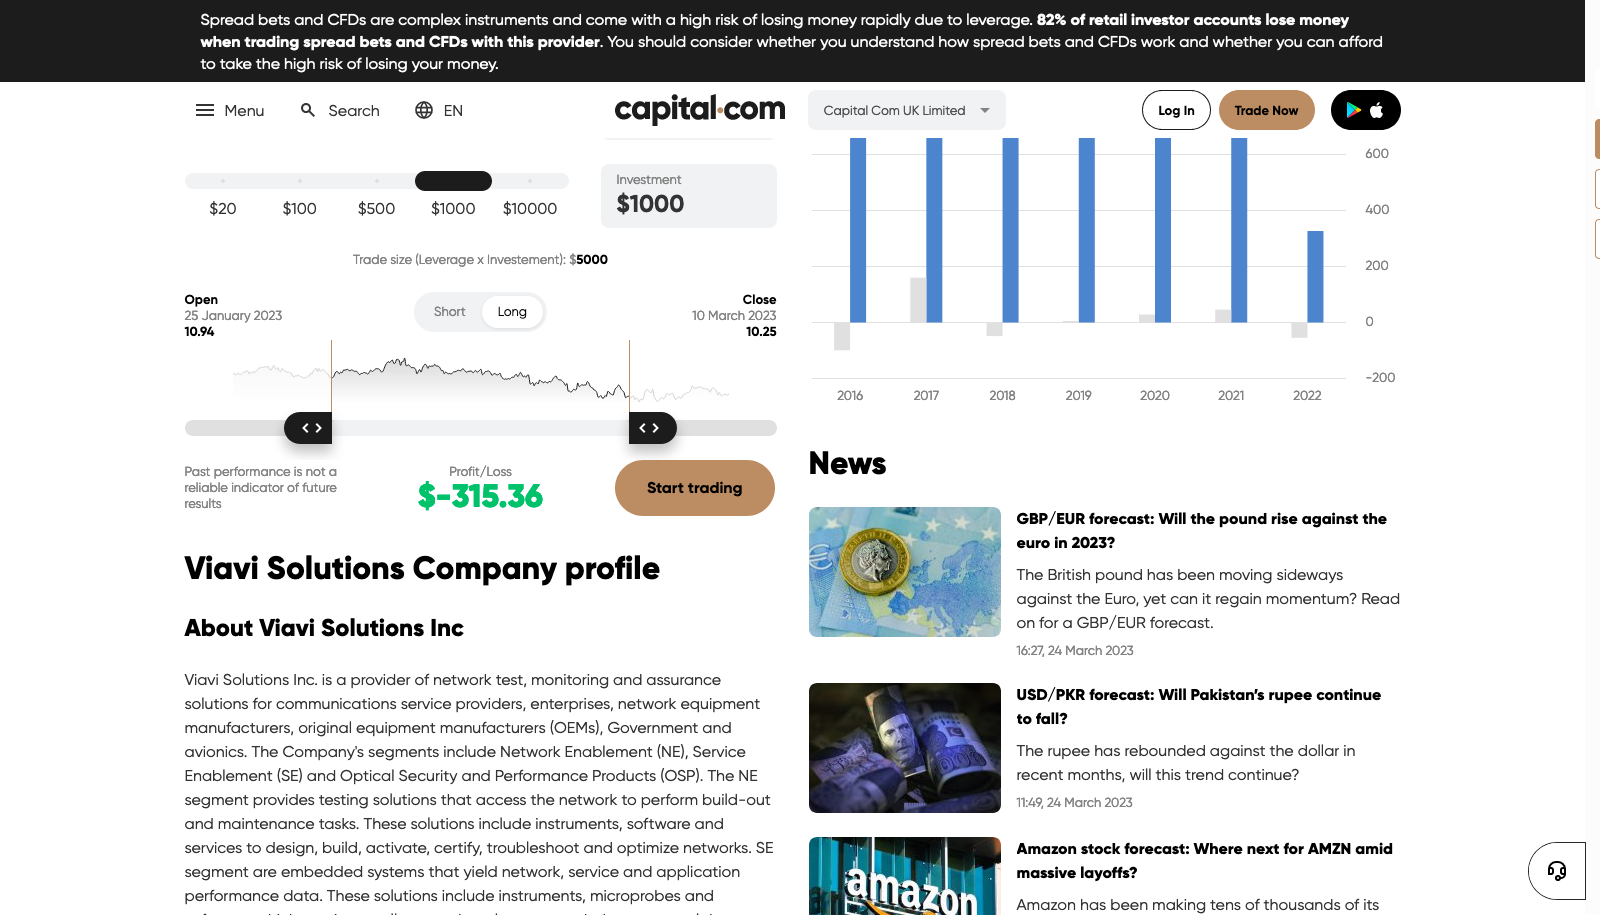 Spread bets and CFDs are complex instruments and come with a high risk of losing money rapidly due to leverage. 82% of retail investor accounts lose money
when trading spread bets and CFDs with this provider. You should consider whether you understand how spread bets and CFDs work and whether you can afford
to take the high risk of losing your money.
Menu
Search
EN
capital.com
Capital Com UK Limited
Log In
Trade Now
$20
$100
$500
$1000
$10000
Investment
$1000
Trade size (Leverage x Investement): $5000
Open
25 January 2023
10.94
Short
Long
Close
10 March 2023
10.25
Past performance is not a
reliable indicator of future
results
Profit/Loss
$-315.36
Start trading
Viavi Solutions Company profile
About Viavi Solutions Inc
Viavi Solutions Inc. is a provider of network test, monitoring and assurance
solutions for communications service providers, enterprises, network equipment
manufacturers, original equipment manufacturers (OEMs), Government and
avionics. The Company's segments include Network Enablement (NE), Service
Enablement (SE) and Optical Security and Performance Products (OSP). The NE
segment provides testing solutions that access the network to perform build-out
and maintenance tasks. These solutions include instruments, software and
services to design, build, activate, certify, troubleshoot and optimize networks. SE
segment are embedded systems that yield network, service and application
performance data. These solutions include instruments, microprobes and
600
400
200
0
-200
2016
2017
2018
2019
2020
2021
2022
News
GBP/EUR forecast: Will the pound rise against the
euro in 2023?
The British pound has been moving sideways
against the Euro, yet can it regain momentum? Read
on for a GBP/EUR forecast.
16:27, 24 March 2023
USD/PKR forecast: Will Pakistan's rupee continue
to fall?
The rupee has rebounded against the dollar in
recent months, will this trend continue?
11:49, 24 March 2023
amazon
Amazon stock forecast: Where next for AMZN amid
massive layoffs?
Amazon has been making tens of thousands of its